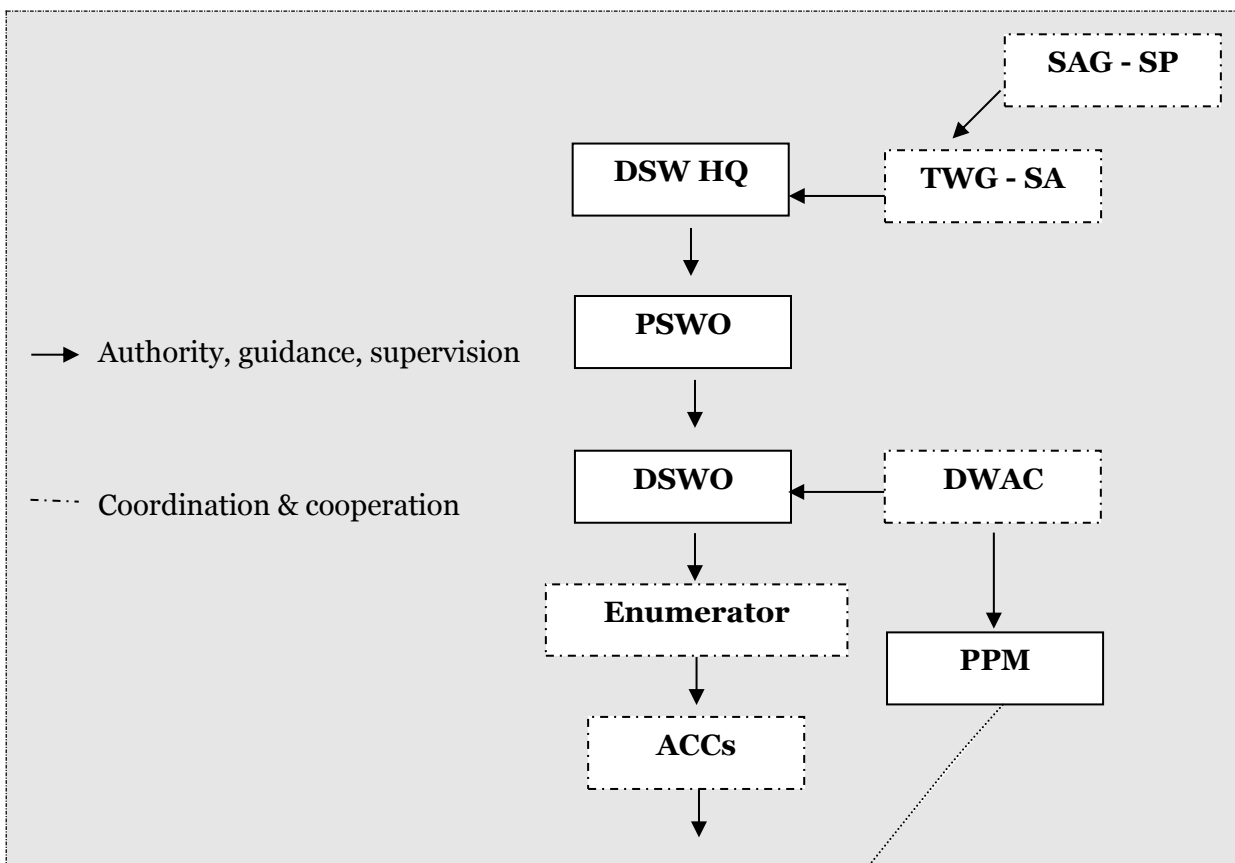 SAG - SP
DSW HQ
TWG - SA
PSWO
Authority, guidance, supervision
DSWO
DWAC
Coordination & cooperation
Enumerator
PPM
ACCs